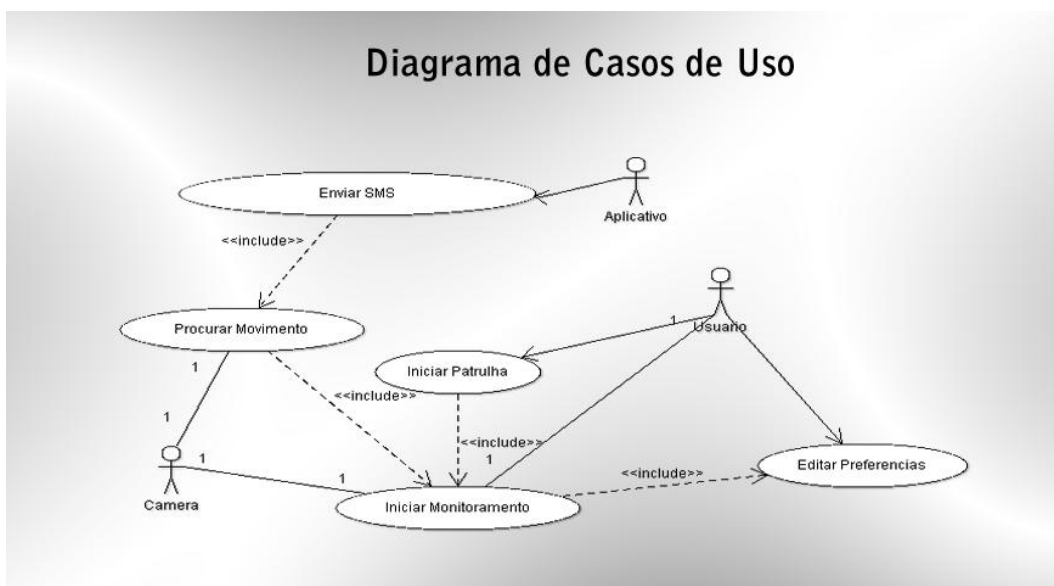 Diagrama de Casos de Uso
Enviar SMS
Aplicativo
<<include>>
Procurar Movimento
1
Usuario
1
Iniciar Patrulha
<<include>>
1
<<include>>
1
1
1
<<include>>
Editar Preferencias
Camera
Iniciar Monitoramento